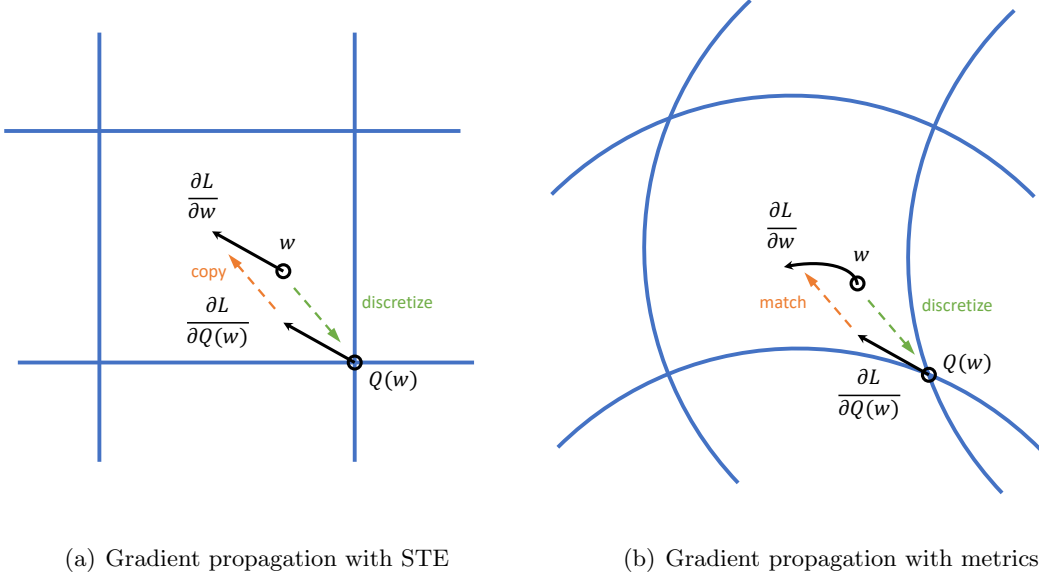 ∂L
∂w
w
copy
∂L
∂Q(w)
discretize
Q(w)
∂L
∂w
w
match
discretize
Q(w)
∂L
∂Q(w)
(a) Gradient propagation with STE
(b) Gradient propagation with metrics